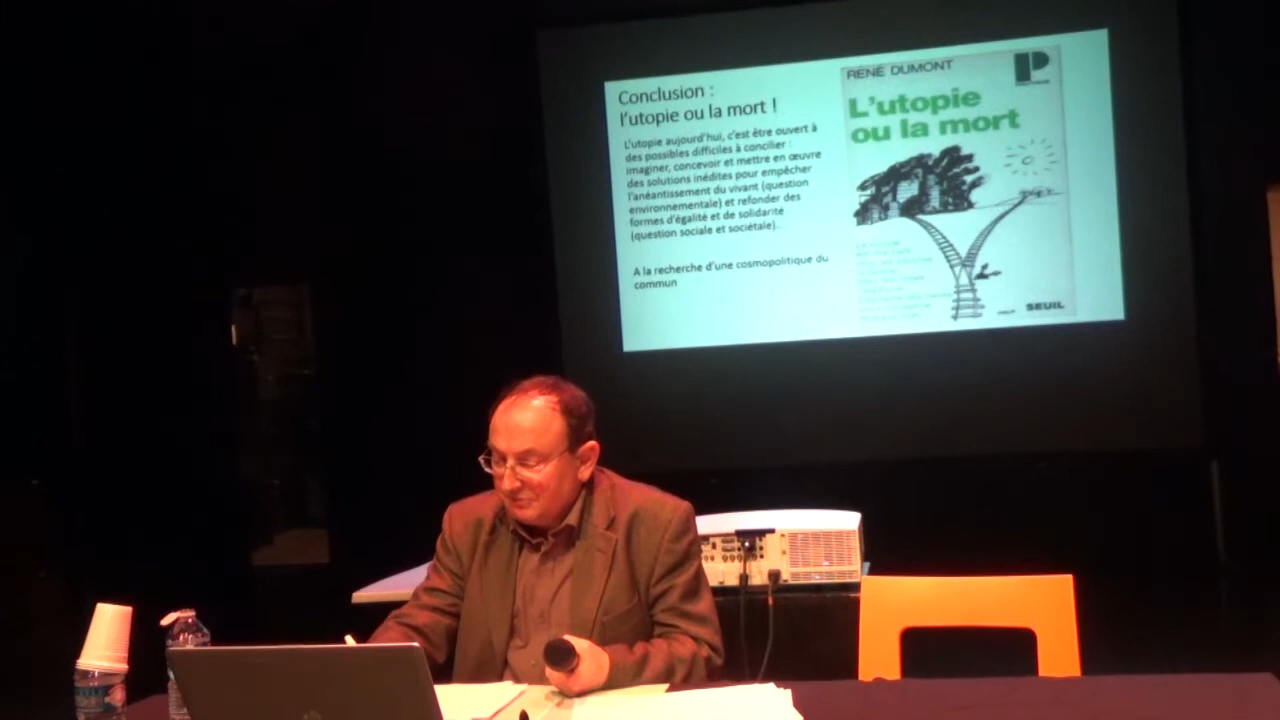 Conclusion :
l'utopie ou la mort !
L'utopie aujourd'hui, c'est être ouvert à
des possibles difficiles à concilier :
imaginer, concevoir et mettre en œuvre
des solutions inédites pour empêcher
l'anéantissement du vivant (question
environnementale) et refonder des
formes d'égalité et de solidarité
(question sociale et sociétale)..
A la recherche d'une cosmopolitique du
commun
RENÉ DUMONT
L'utopie
ou la mort
SEUIL